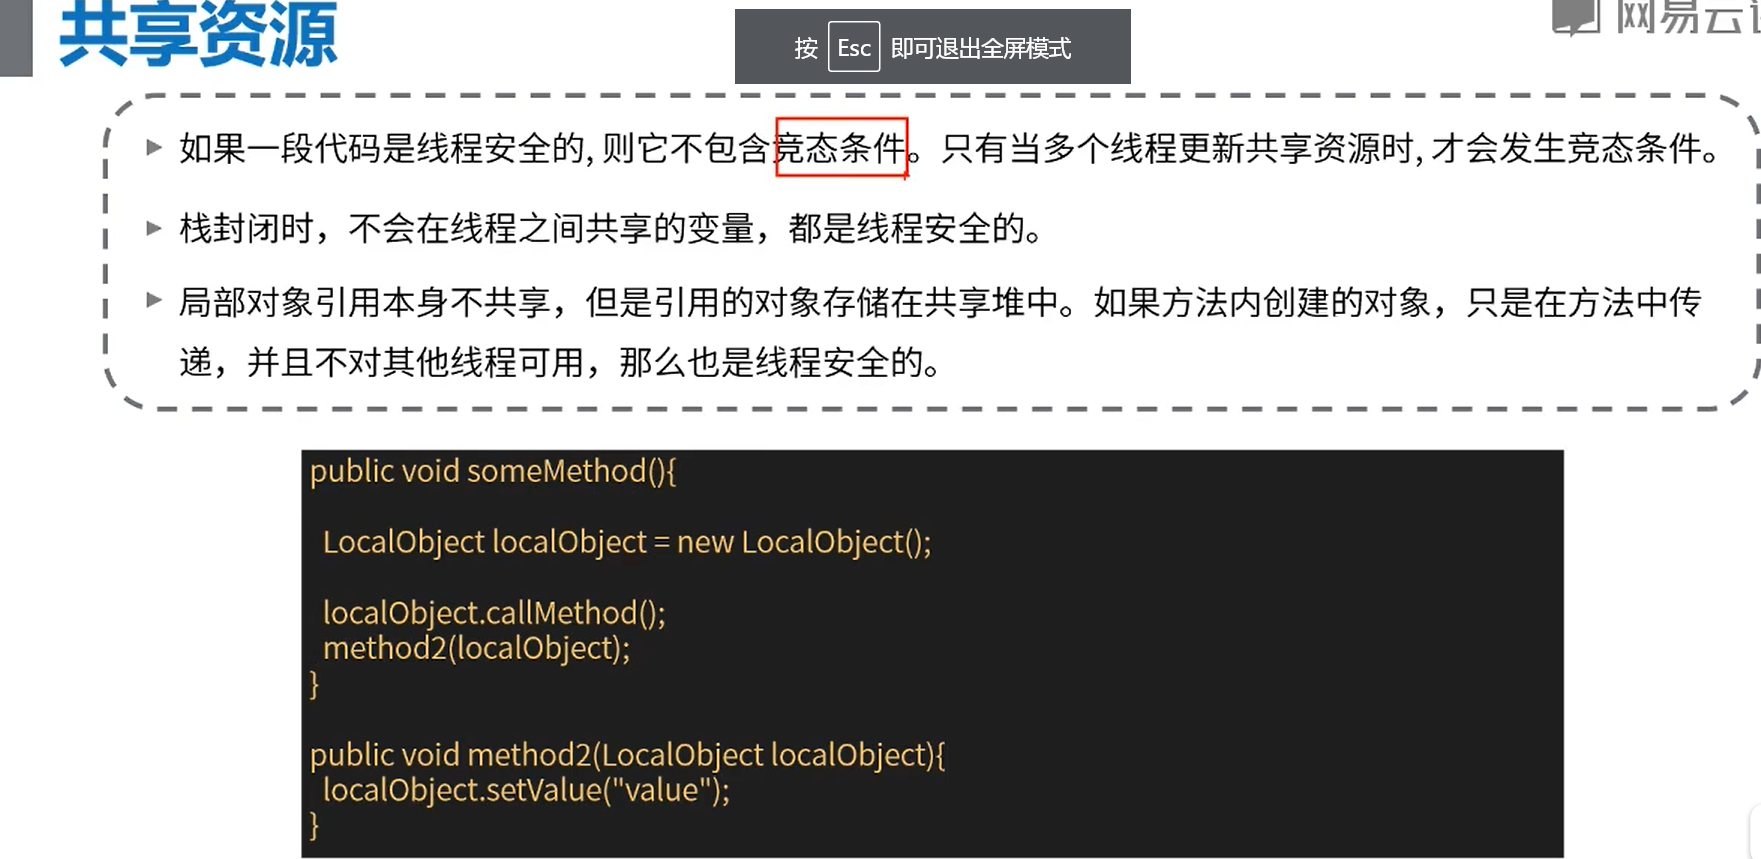 共享资源
按 Esc 即可退出全屏模式
网易云
如果一段代码是线程安全的, 则它不包含竞态条件。只有当多个线程更新共享资源时, 才会发生竞态条件。
栈封闭时，不会在线程之间共享的变量，都是线程安全的。
局部对象引用本身不共享，但是引用的对象存储在共享堆中。如果方法内创建的对象，只是在方法中传
递，并且不对其他线程可用，那么也是线程安全的。
public void someMethod(){
LocalObject localObject = new LocalObject();
localObject.callMethod();
method2(localObject);
}
public void method2(LocalObject localObject){
localObject.setValue("value");
}